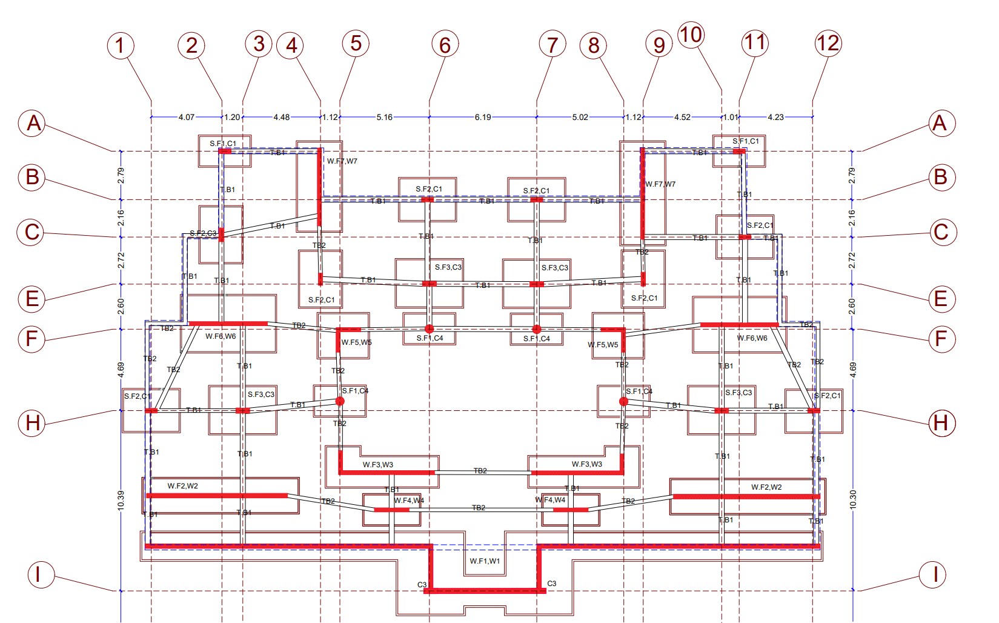 1 2 3 4 5 6 7 8 9 10 11 12
4.07 1.20 4.48 1.12 5.16 6.19 5.02 1.12 4.52 1.01 4.23
A A
S.F1,C1 S.F1,C1
T.B1 T.B1
W.F7,W7
B 2.79 2.79 B
W.F7,W7
T.B1 S.F2,C1 S.F2,C1 T.B1
T.B1 T.B1 T.B1
2.16 2.16
C T.B1 S.F2,C1 C
S.F2,C3 T.B1 T.B1 T.B1 T.B1
TB2 TB2
2.72 2.72
S.F3,C3 S.F3,C3
T.B1 T.B1 T.B1 T.B1 T.B1 T.B1 T.B1
E S.F2,C1 S.F2,C1 E
2.60 2.60
TB2 TB2 TB2
F W.F6,W6 S.F1,C4 S.F1,C4 W.F6,W6 F
W.F5,W5 W.F5,W5
TB2 TB2
4.69 TB2 T.B1 TB2 TB2 T.B1 TB2 4.69
S.F2,C1 S.F3,C3 S.F1,C4 S.F1,C4 S.F3,C3 S.F2,C1
T.B1 T.B1 T.B1 T.B1
H TB2 TB2 H
T.B1 T.B1 T.B1 T.B1
W.F3,W3 W.F3,W3
TB2
W.F2,W2 T.B1 T.B1 W.F2,W2
10.39 TB2 W.F4,W4 W.F4,W4 TB2 10.30
TB2
T.B1 T.B1 T.B1 T.B1
W.F1,W1
I I
C3 C3